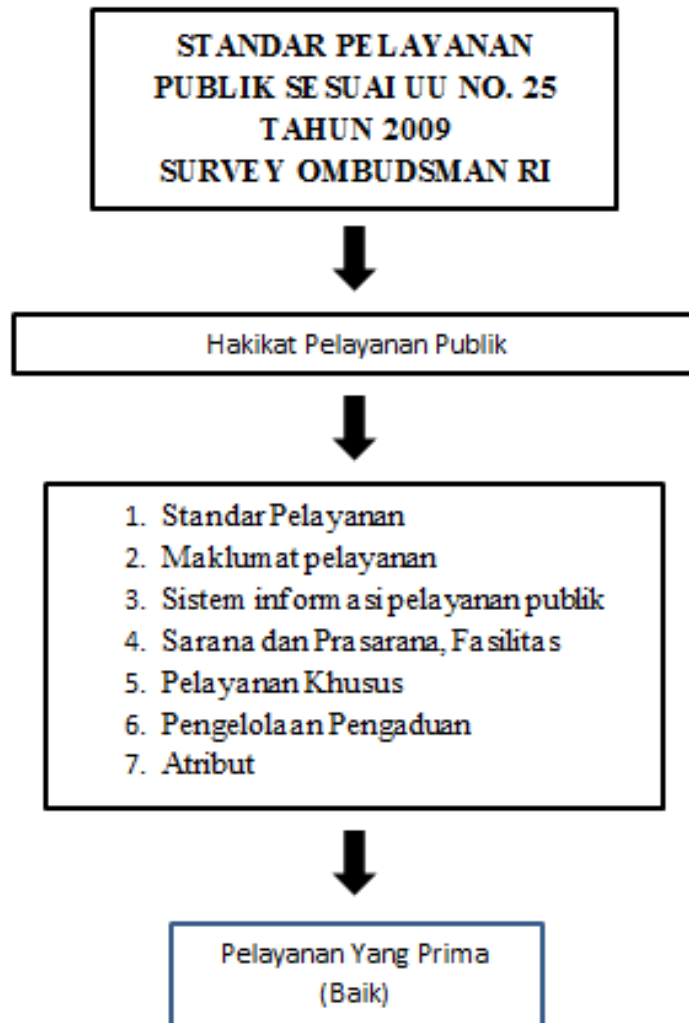 STANDAR PELAYANAN
PUBLIK SESUAI UU NO. 25
TAHUN 2009
SURVEY OMBUDSMAN RI
Hakikat Pelayanan Publik
1. Standar Pelayanan
2. Maklumat pelayanan
3. Sistem informasi pelayanan publik
4. Sarana dan Prasarana, Fasilitas
5. Pelayanan Khusus
6. Pengelolaan Pengaduan
7. Atribut
Pelayanan Yang Prima
(Baik)